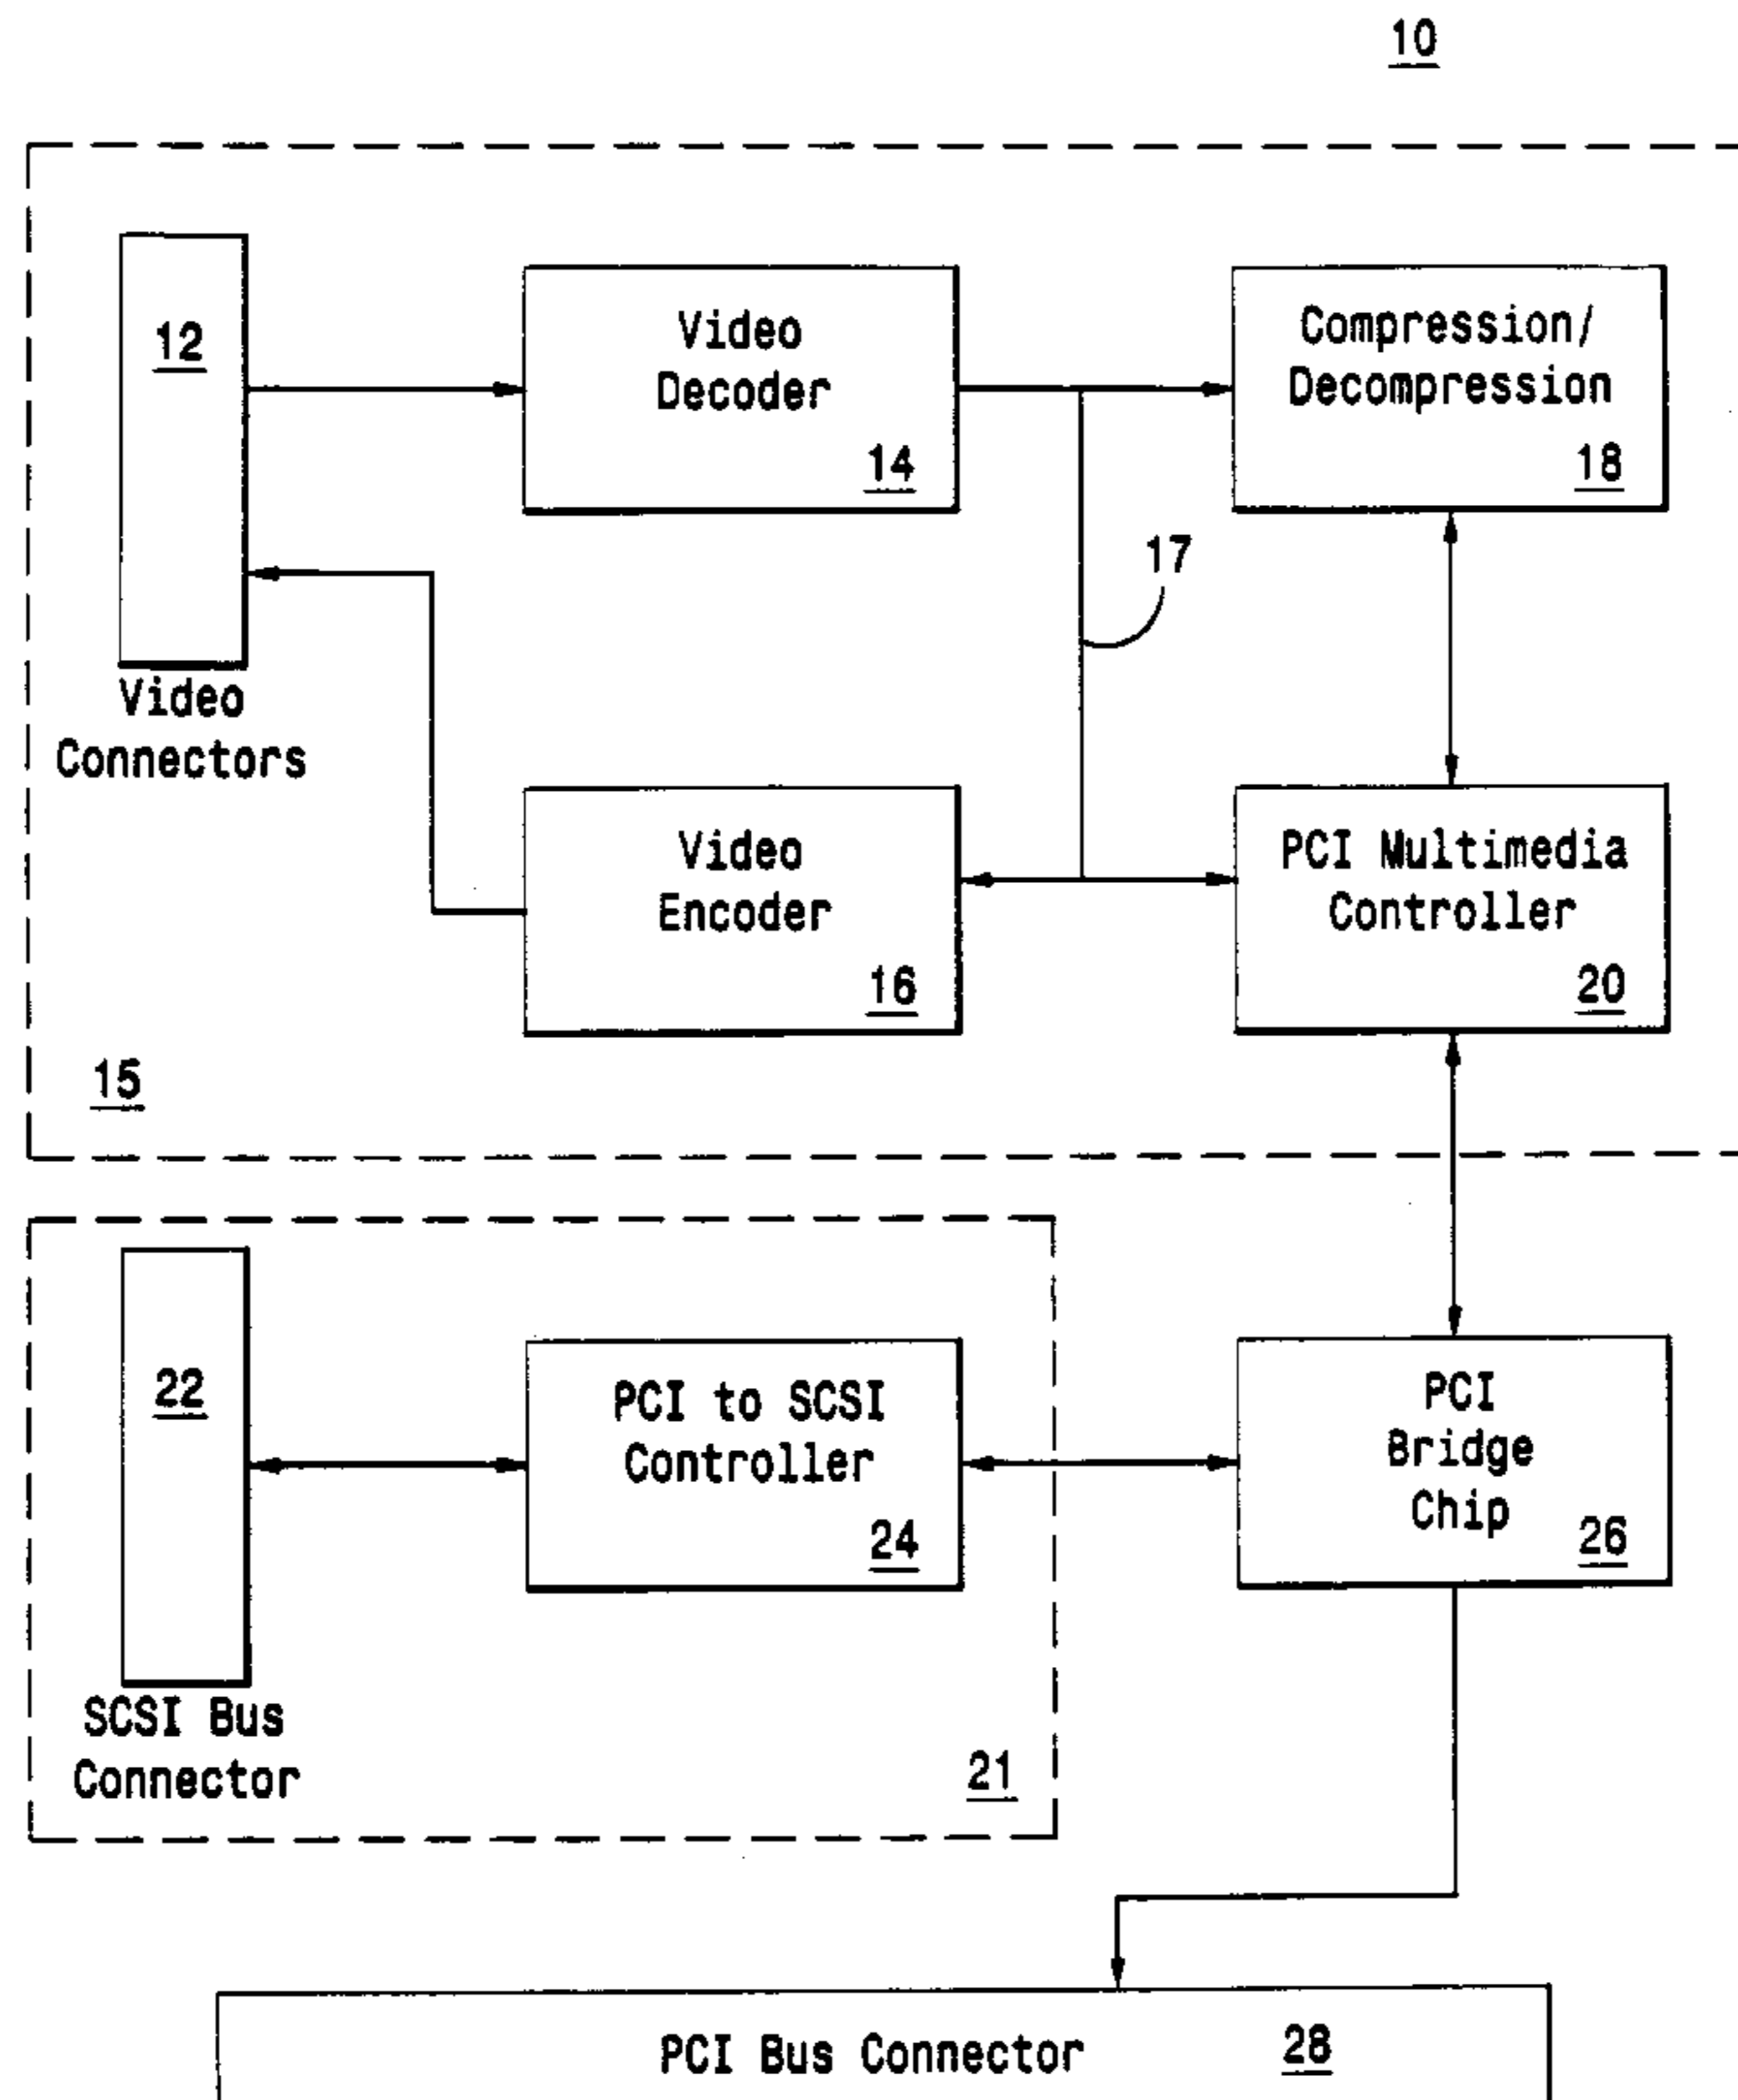 10
12
Video
Connectors
Video
Decoder
14
Compression/
Decompression
18
17
Video
Encoder
16
PCI Multimedia
Controller
20
15
22
SCSI Bus
Connector
PCI to SCSI
Controller
24
21
PCI
Bridge
Chip
26
PCI Bus Connector
28